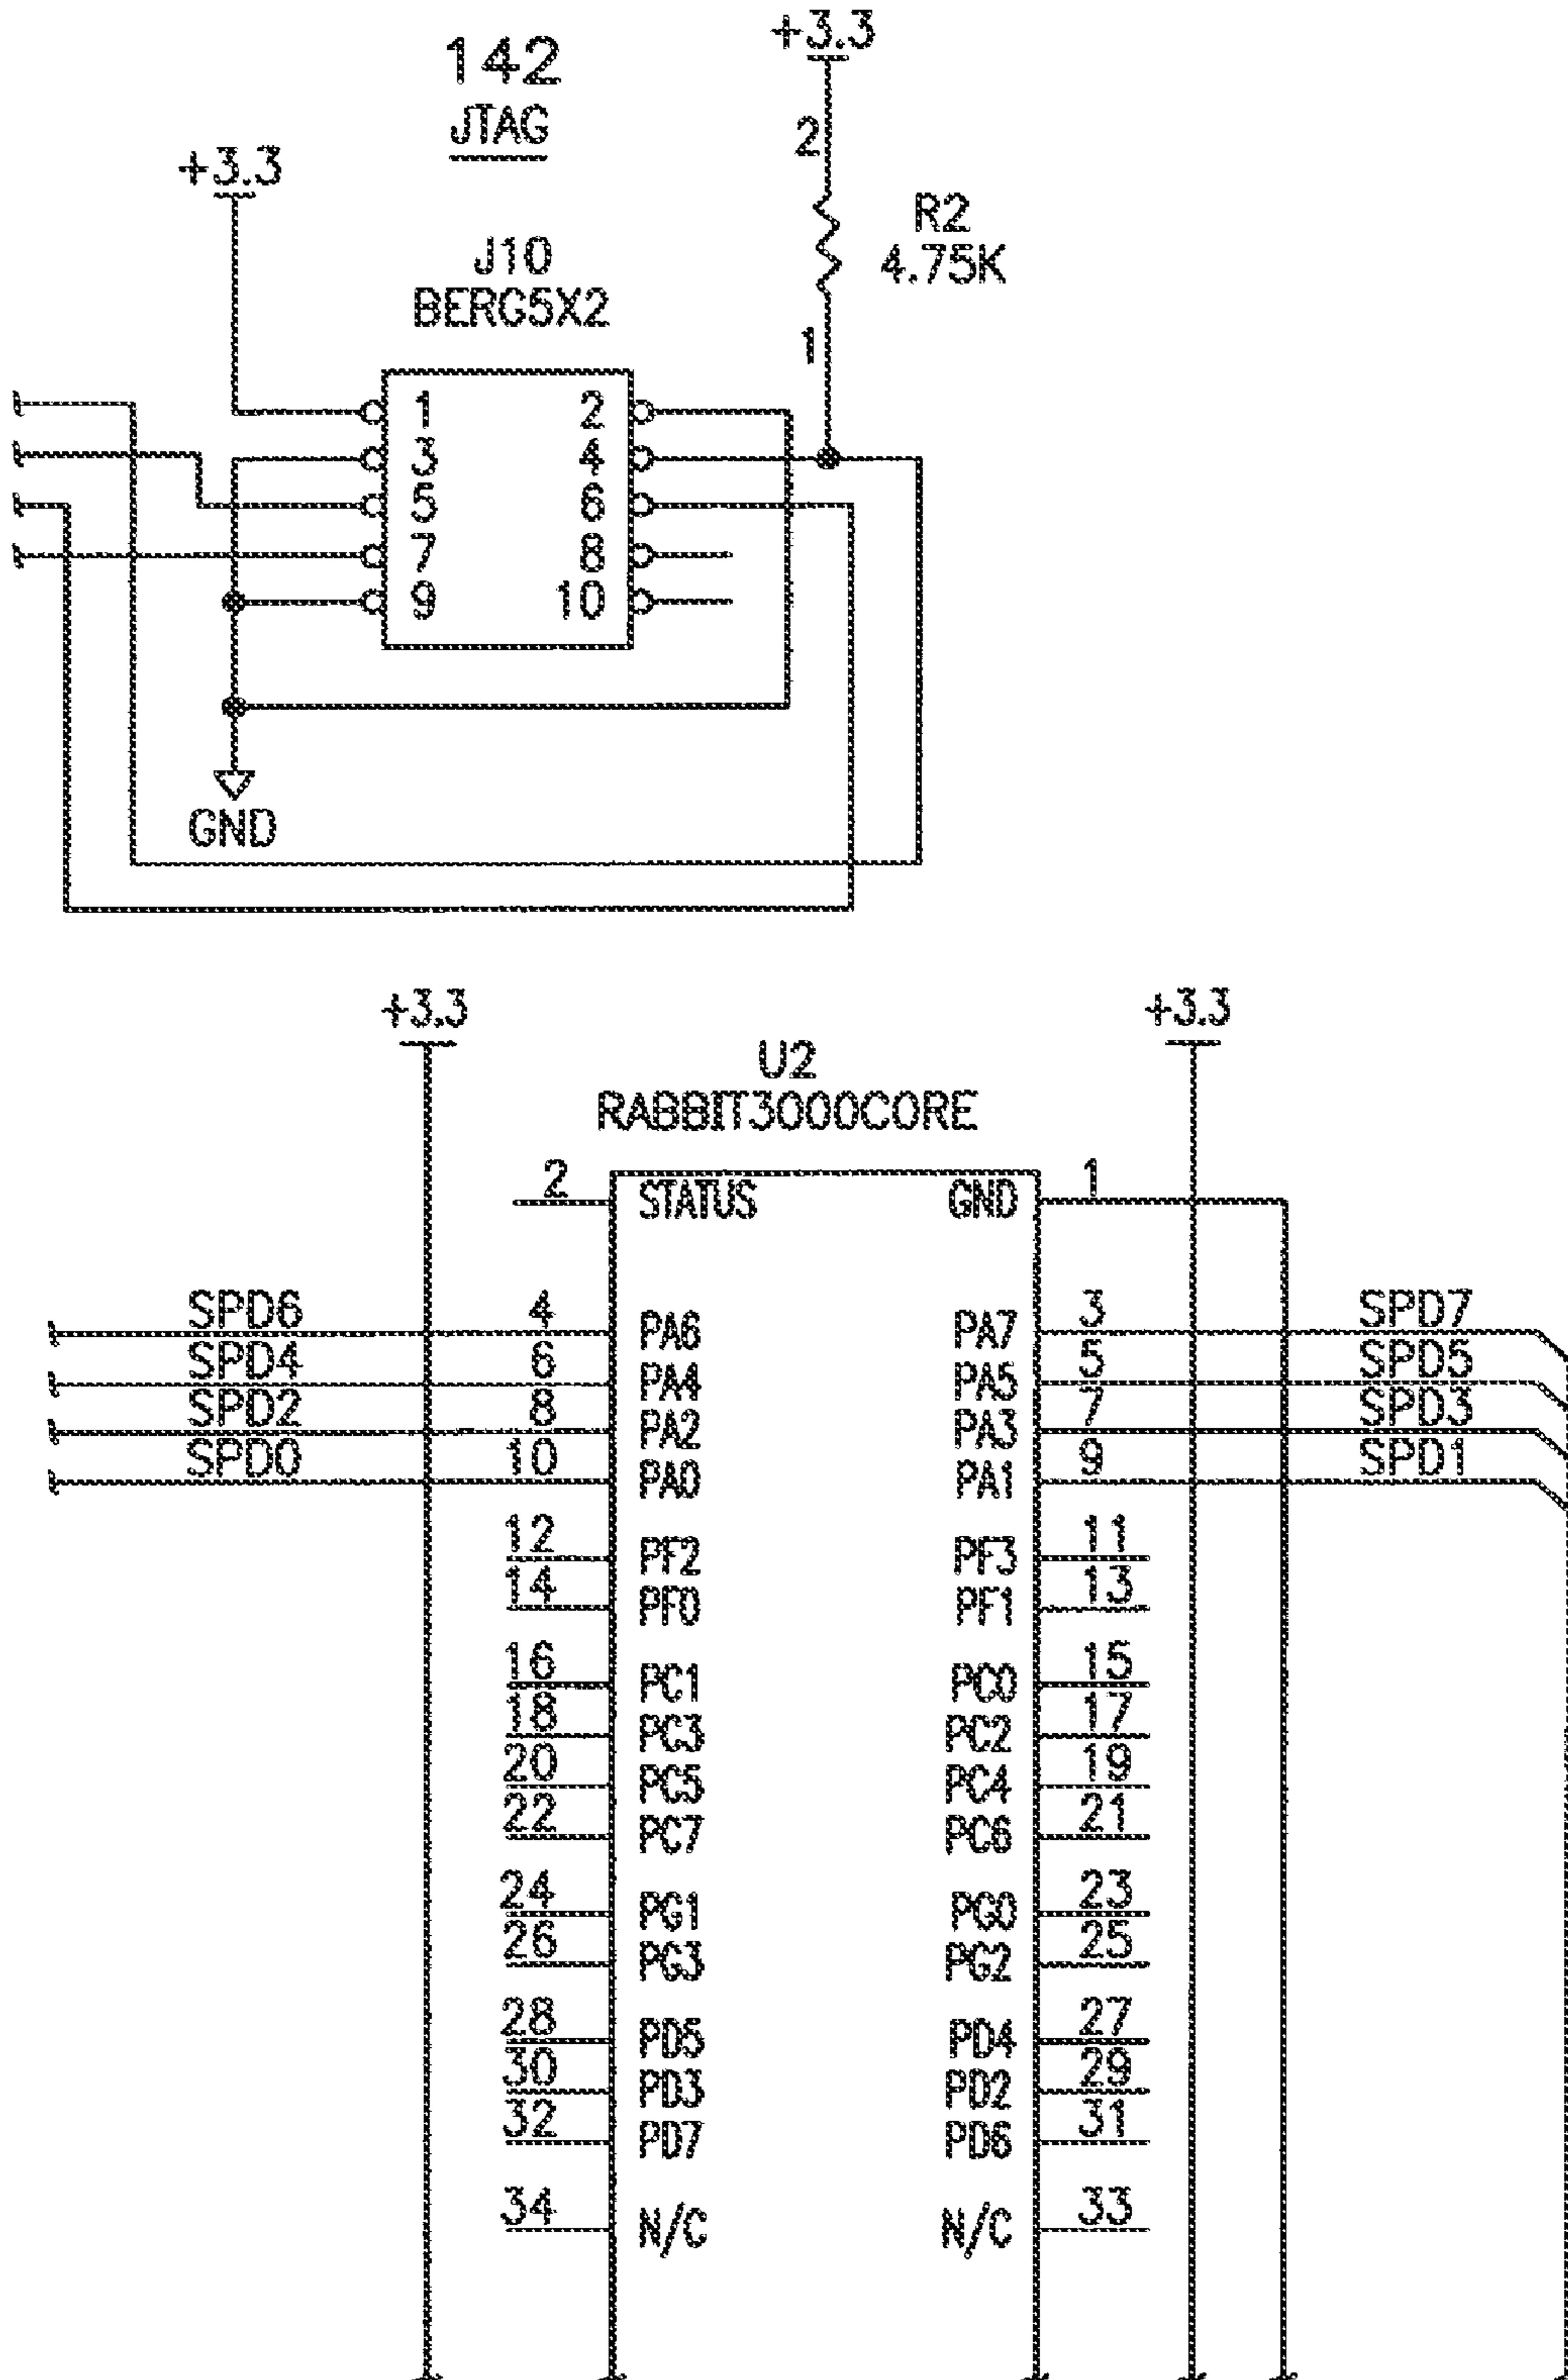 142
JTAG
+3.3
+3.3
2
R2
4.75K
1
J10
BERG5X2
1 2
3 4
5 6
7 8
9 10
GND
+3.3
+3.3
U2
RABBIT3000CORE
2 STATUS GND 1
SPD6 4 PA6 PA7 3 SPD7
SPD4 6 PA4 PA5 5 SPD5
SPD2 8 PA2 PA3 7 SPD3
SPD0 10 PA0 PA1 9 SPD1
12 PF2 PF3 11
14 PF0 PF1 13
16 PC1 PC0 15
18 PC3 PC2 17
20 PC5 PC4 19
22 PC7 PC6 21
24 PG1 PG0 23
26 PG3 PG2 25
28 PD5 PD4 27
30 PD3 PD2 29
32 PD7 PD6 31
34 N/C N/C 33